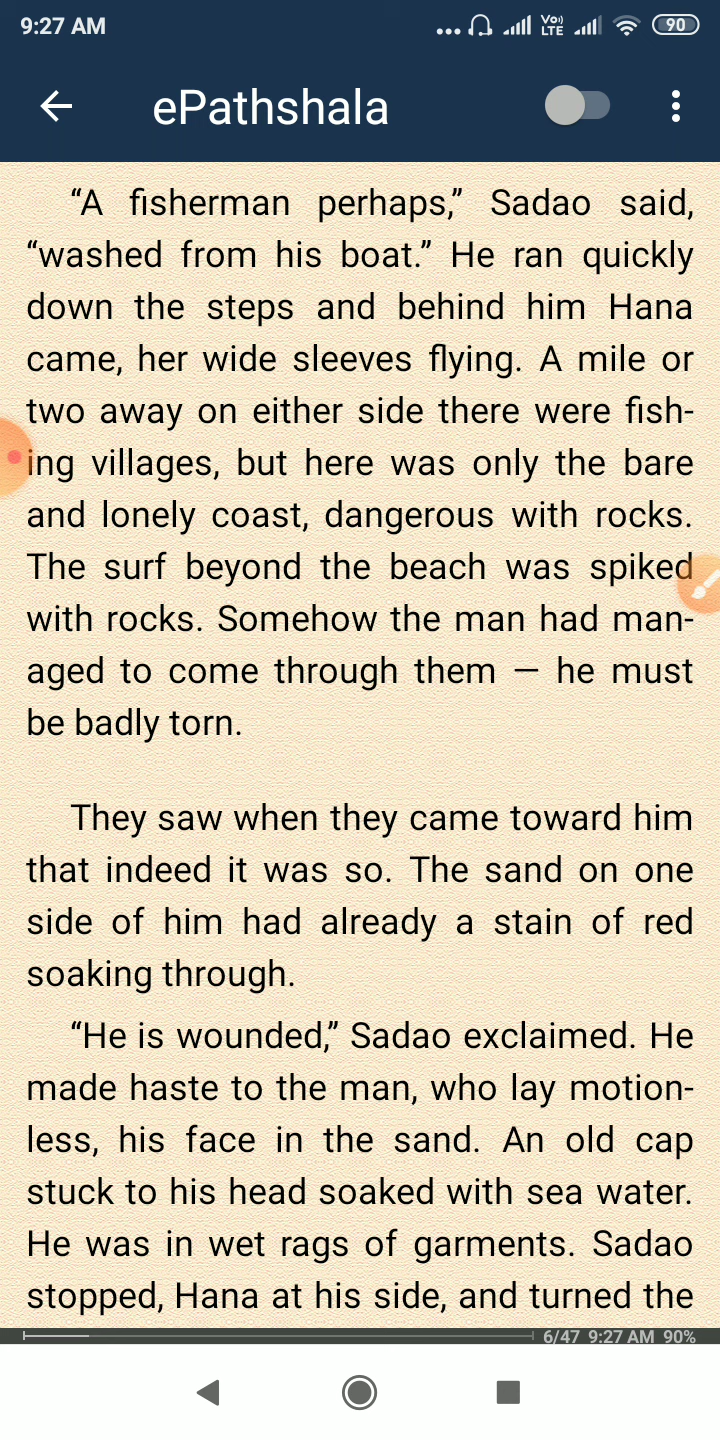 9:27 AM
Vo)) LTE
90
ePathshala
“A fisherman perhaps,” Sadao said,
“washed from his boat.” He ran quickly
down the steps and behind him Hana
came, her wide sleeves flying. A mile or
two away on either side there were fish-
ing villages, but here was only the bare
and lonely coast, dangerous with rocks.
The surf beyond the beach was spiked
with rocks. Somehow the man had man-
aged to come through them — he must
be badly torn.
They saw when they came toward him
that indeed it was so. The sand on one
side of him had already a stain of red
soaking through.
“He is wounded,” Sadao exclaimed. He
made haste to the man, who lay motion-
less, his face in the sand. An old cap
stuck to his head soaked with sea water.
He was in wet rags of garments. Sadao
stopped, Hana at his side, and turned the
6/47 9:27 AM 90%